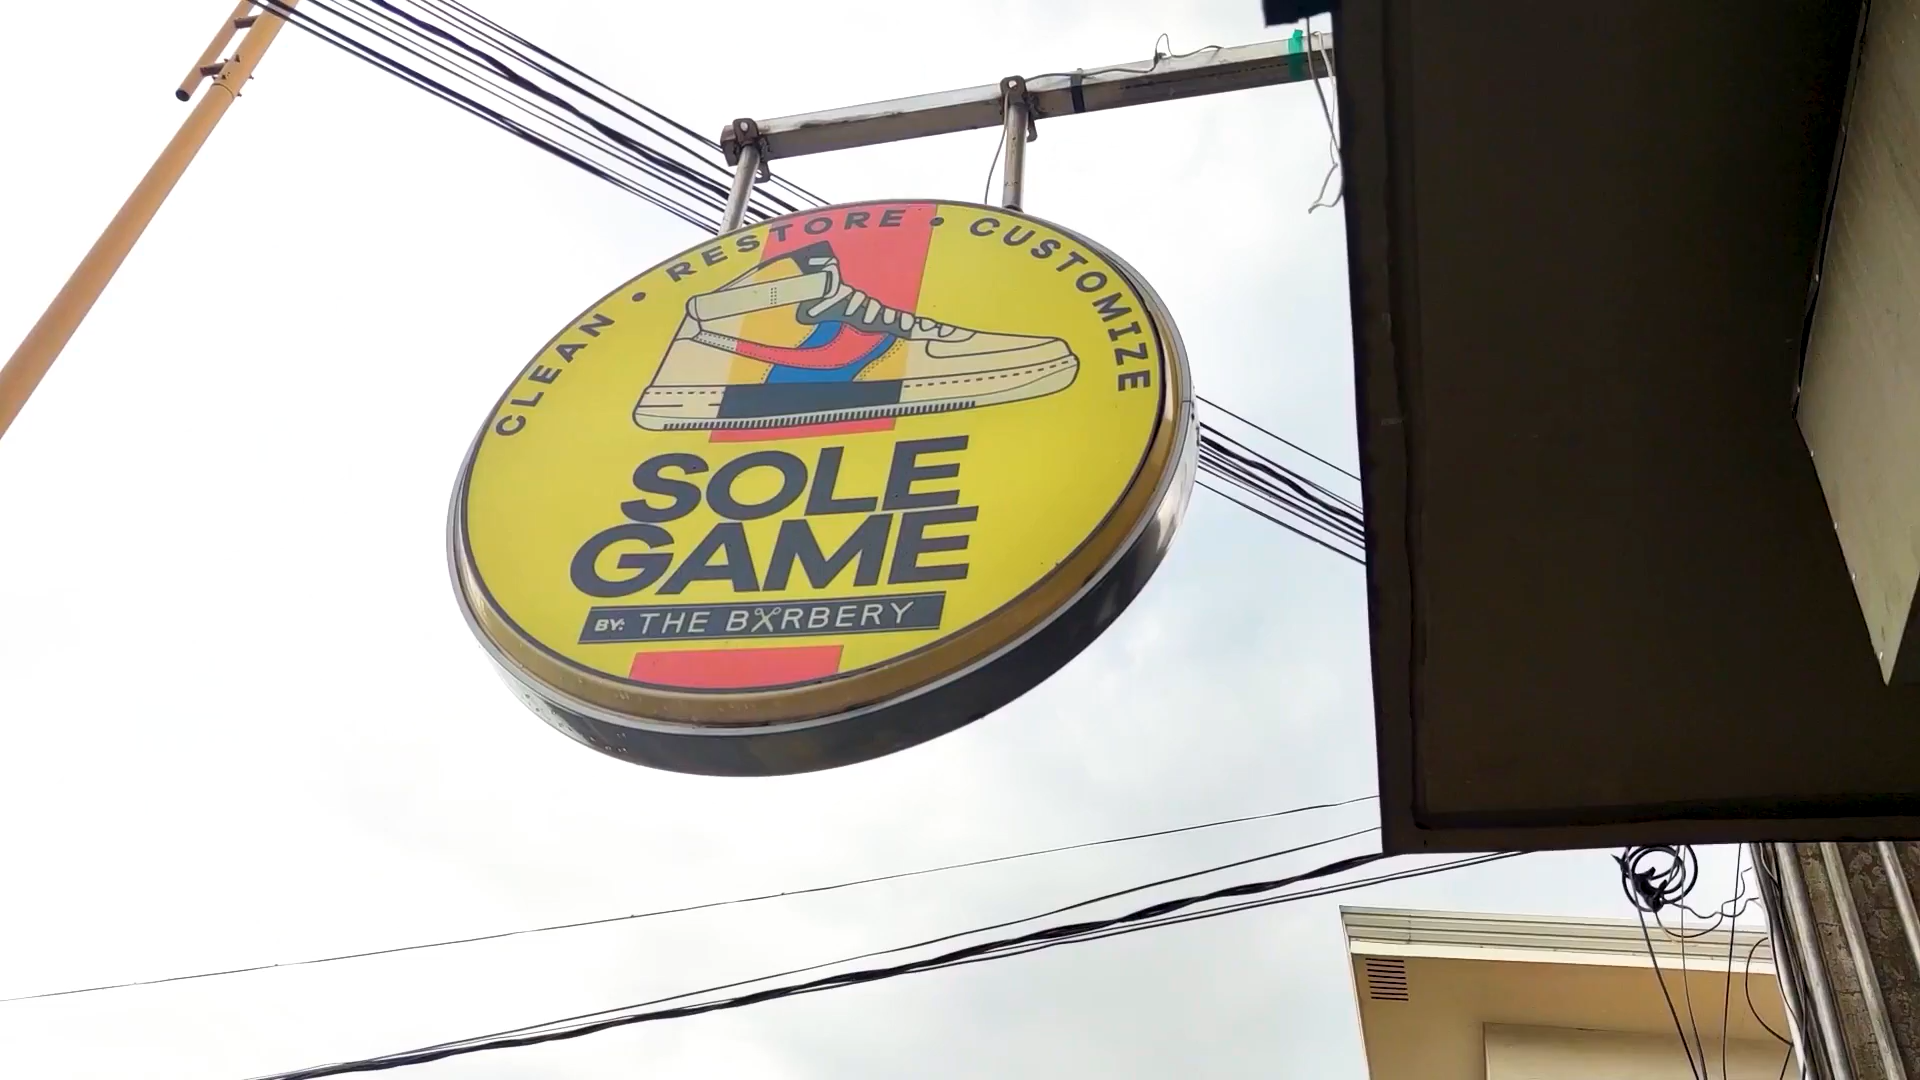 CLEAN • RESTORE • CUSTOMIZE
SOLE
GAME
BY: THE BXRBERY